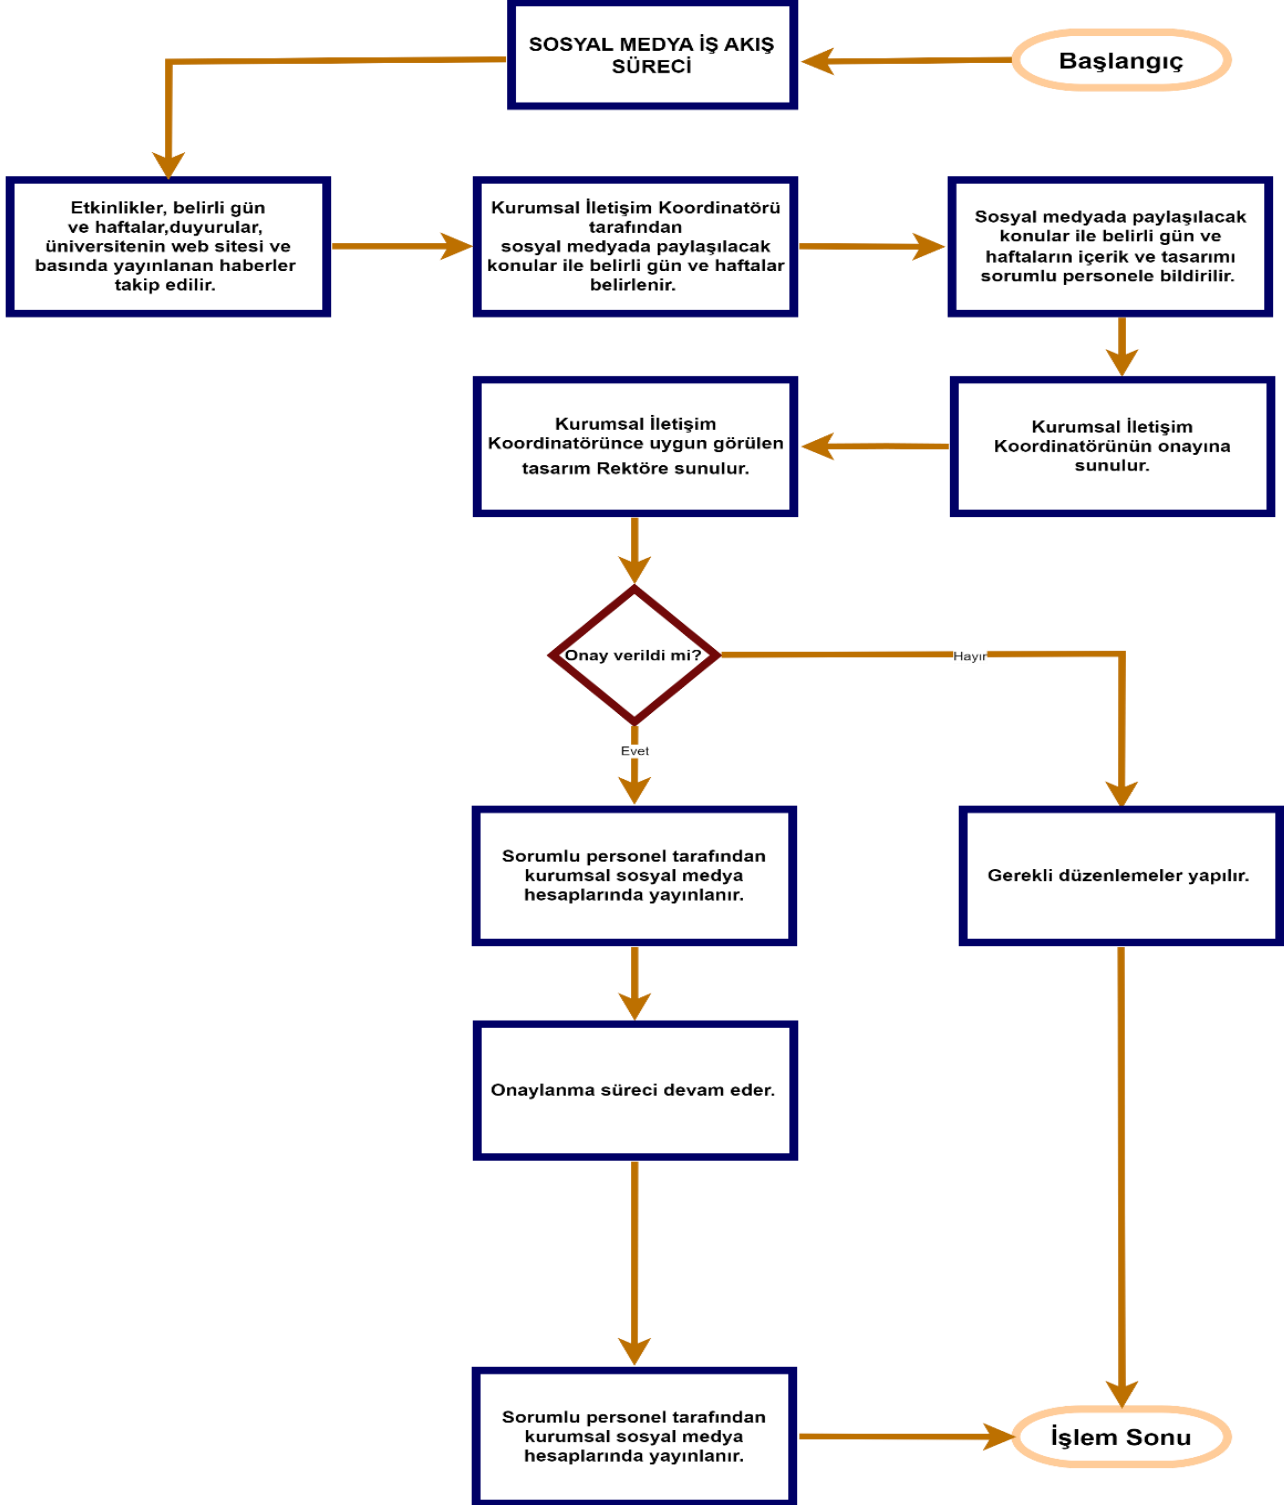 Başlangıç
SOSYAL MEDYA İŞ AKIŞ
SÜRECİ
Etkinlikler, belirli gün
ve haftalar,duyurular,
üniversitenin web sitesi ve
basında yayınlanan haberler
takip edilir.
Kurumsal İletişim Koordinatörü
tarafından
sosyal medyada paylaşılacak
konular ile belirli gün ve haftalar
belirlenir.
Sosyal medyada paylaşılacak
konular ile belirli gün ve
haftaların içerik ve tasarımı
sorumlu personele bildirilir.
Kurumsal İletişim
Koordinatörünün onayına
sunulur.
Kurumsal İletişim
Koordinatörünce uygun görülen
tasarım Rektöre sunulur.
Onay verildi mi?
Hayır
Evet
Sorumlu personel tarafından
kurumsal sosyal medya
hesaplarında yayınlanır.
Gerekli düzenlemeler yapılır.
Onaylanma süreci devam eder.
Sorumlu personel tarafından
kurumsal sosyal medya
hesaplarında yayınlanır.
İşlem Sonu